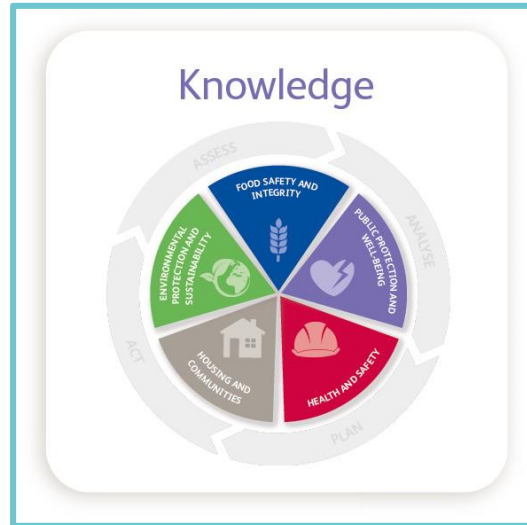 Knowledge
ASSESS
ANALYSE
PLAN
ACT
FOOD SAFETY AND
INTEGRITY
PUBLIC PROTECTION AND
WELL-BEING
HEALTH AND SAFETY
HOUSING AND
COMMUNITIES
ENVIRONMENTAL
PROTECTION AND
SUSTAINABILITY